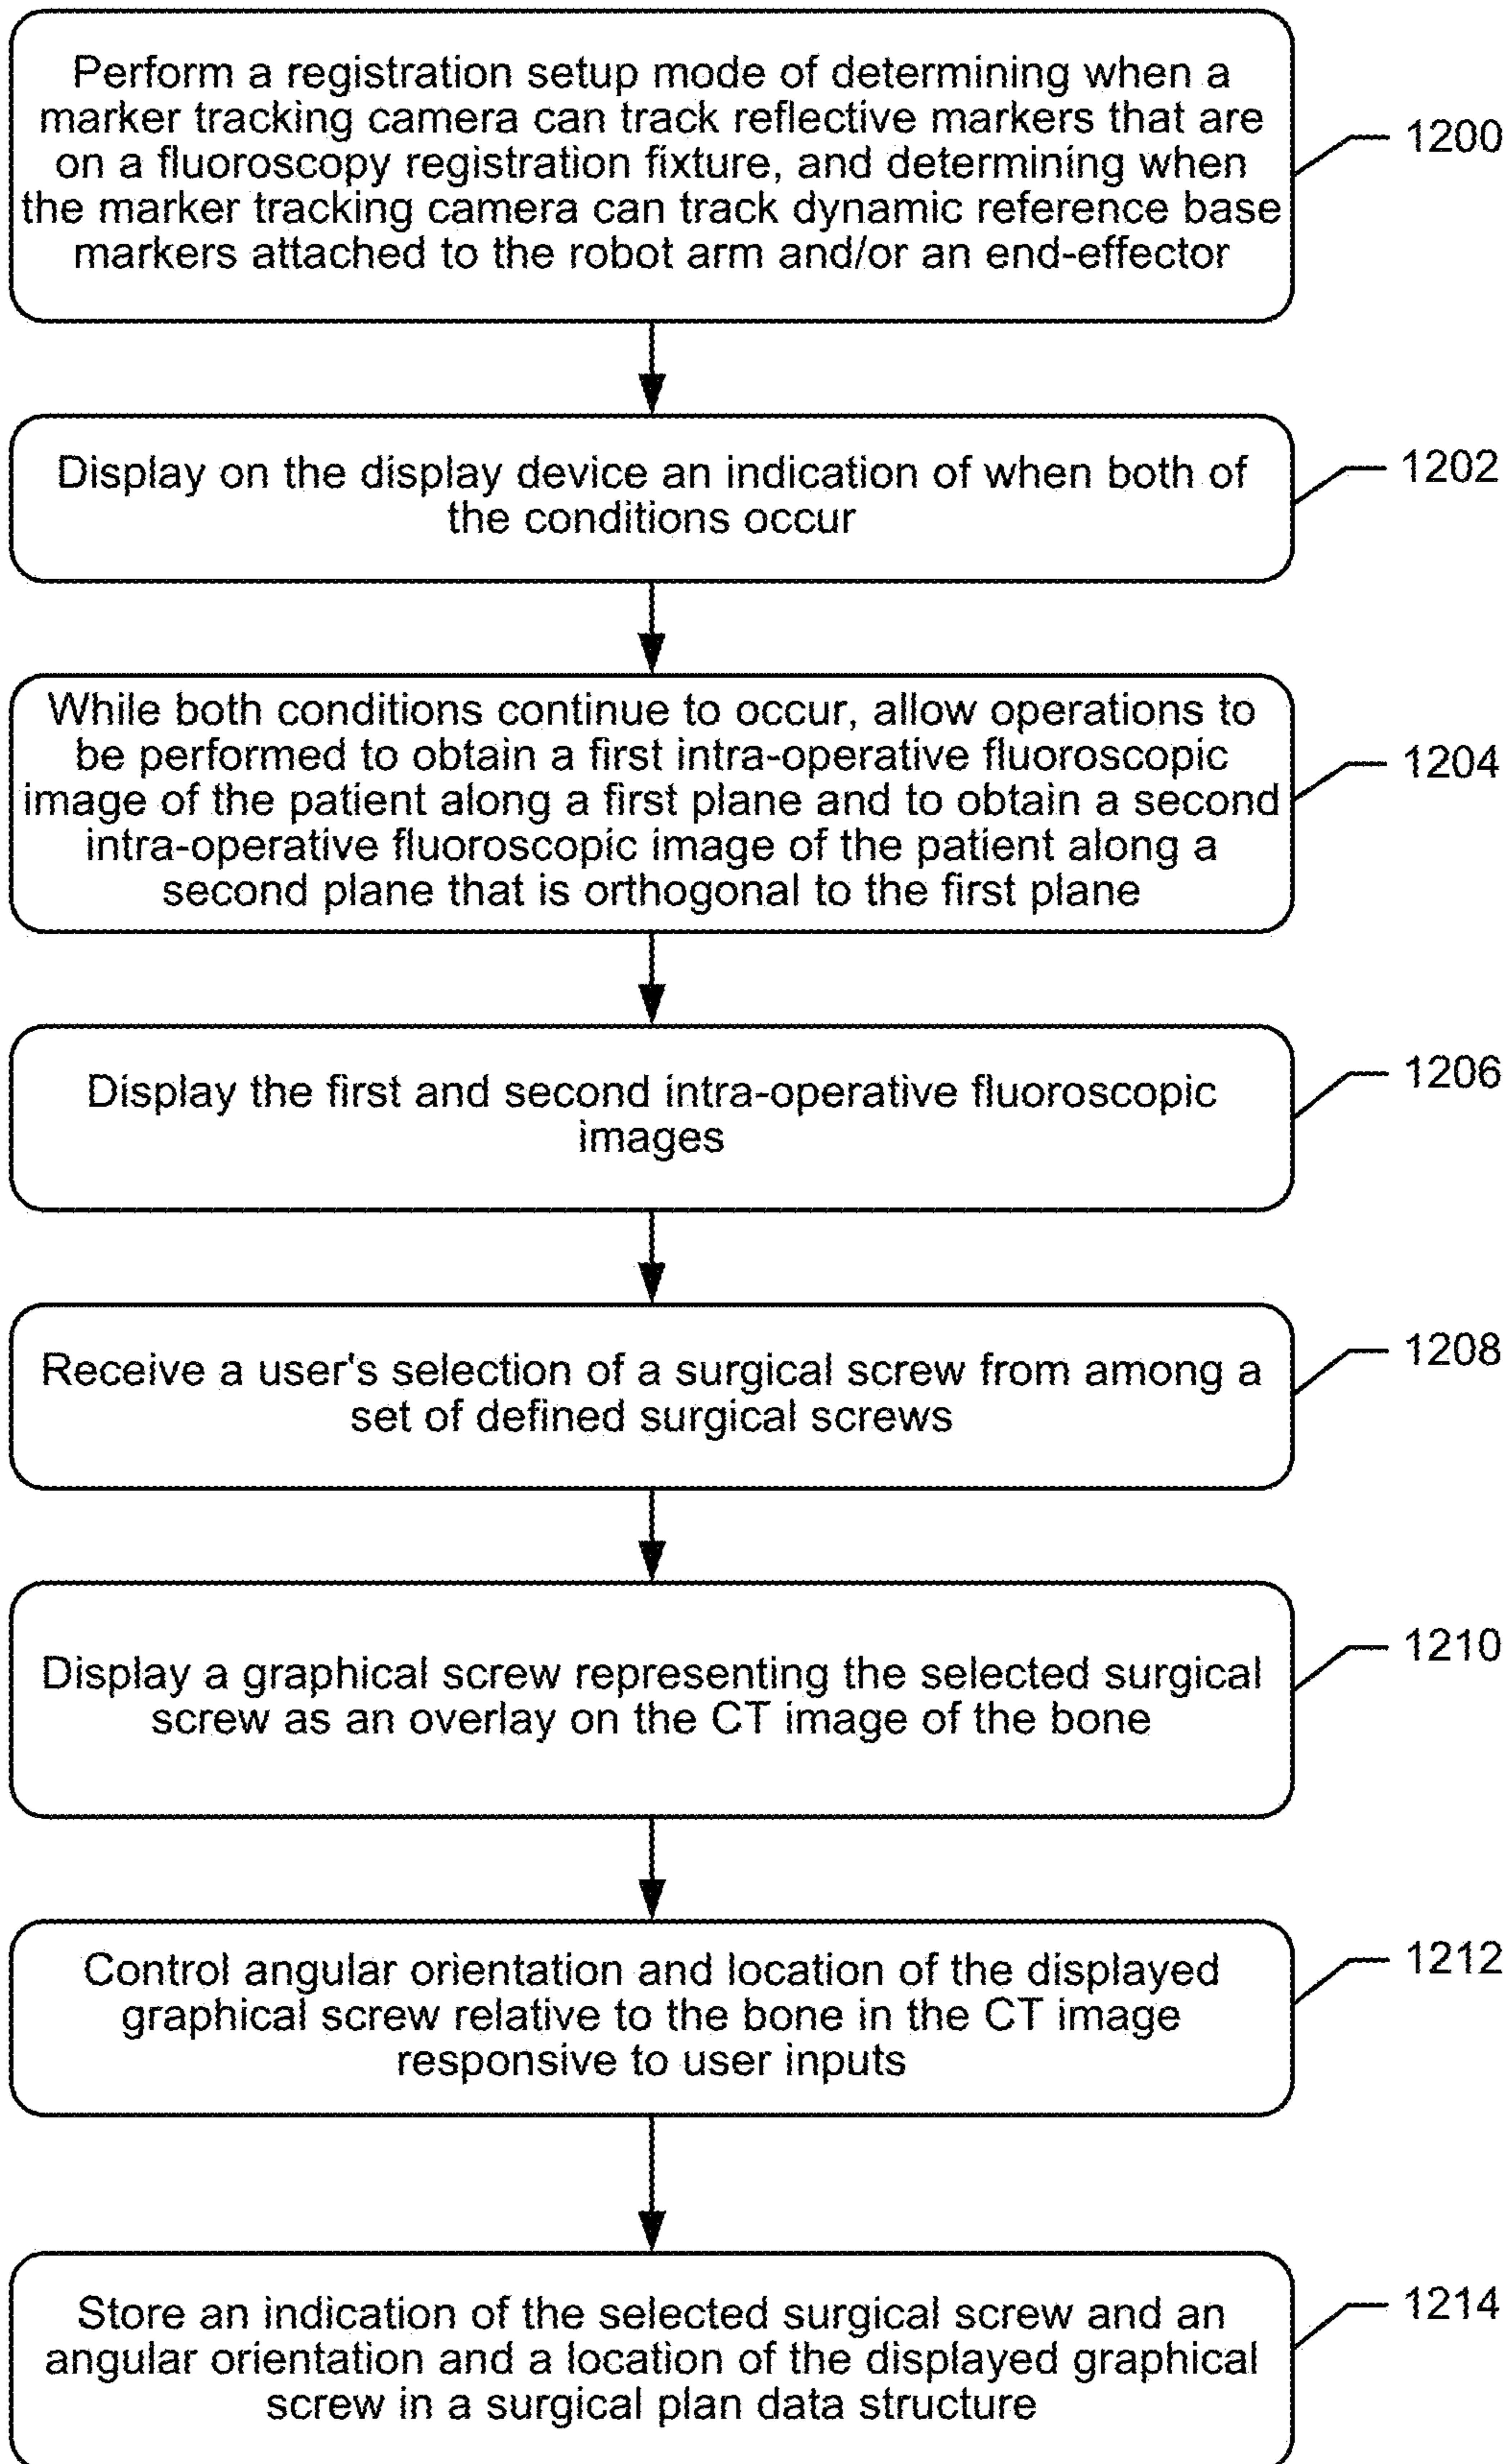 Perform a registration setup mode of determining when a
marker tracking camera can track reflective markers that are
on a fluoroscopy registration fixture, and determining when
the marker tracking camera can track dynamic reference base
markers attached to the robot arm and/or an end-effector
1200
Display on the display device an indication of when both of
the conditions occur
1202
While both conditions continue to occur, allow operations to
be performed to obtain a first intra-operative fluoroscopic
image of the patient along a first plane and to obtain a second
intra-operative fluoroscopic image of the patient along a
second plane that is orthogonal to the first plane
1204
Display the first and second intra-operative fluoroscopic
images
1206
Receive a user's selection of a surgical screw from among a
set of defined surgical screws
1208
Display a graphical screw representing the selected surgical
screw as an overlay on the CT image of the bone
1210
Control angular orientation and location of the displayed
graphical screw relative to the bone in the CT image
responsive to user inputs
1212
Store an indication of the selected surgical screw and an
angular orientation and a location of the displayed graphical
screw in a surgical plan data structure
1214